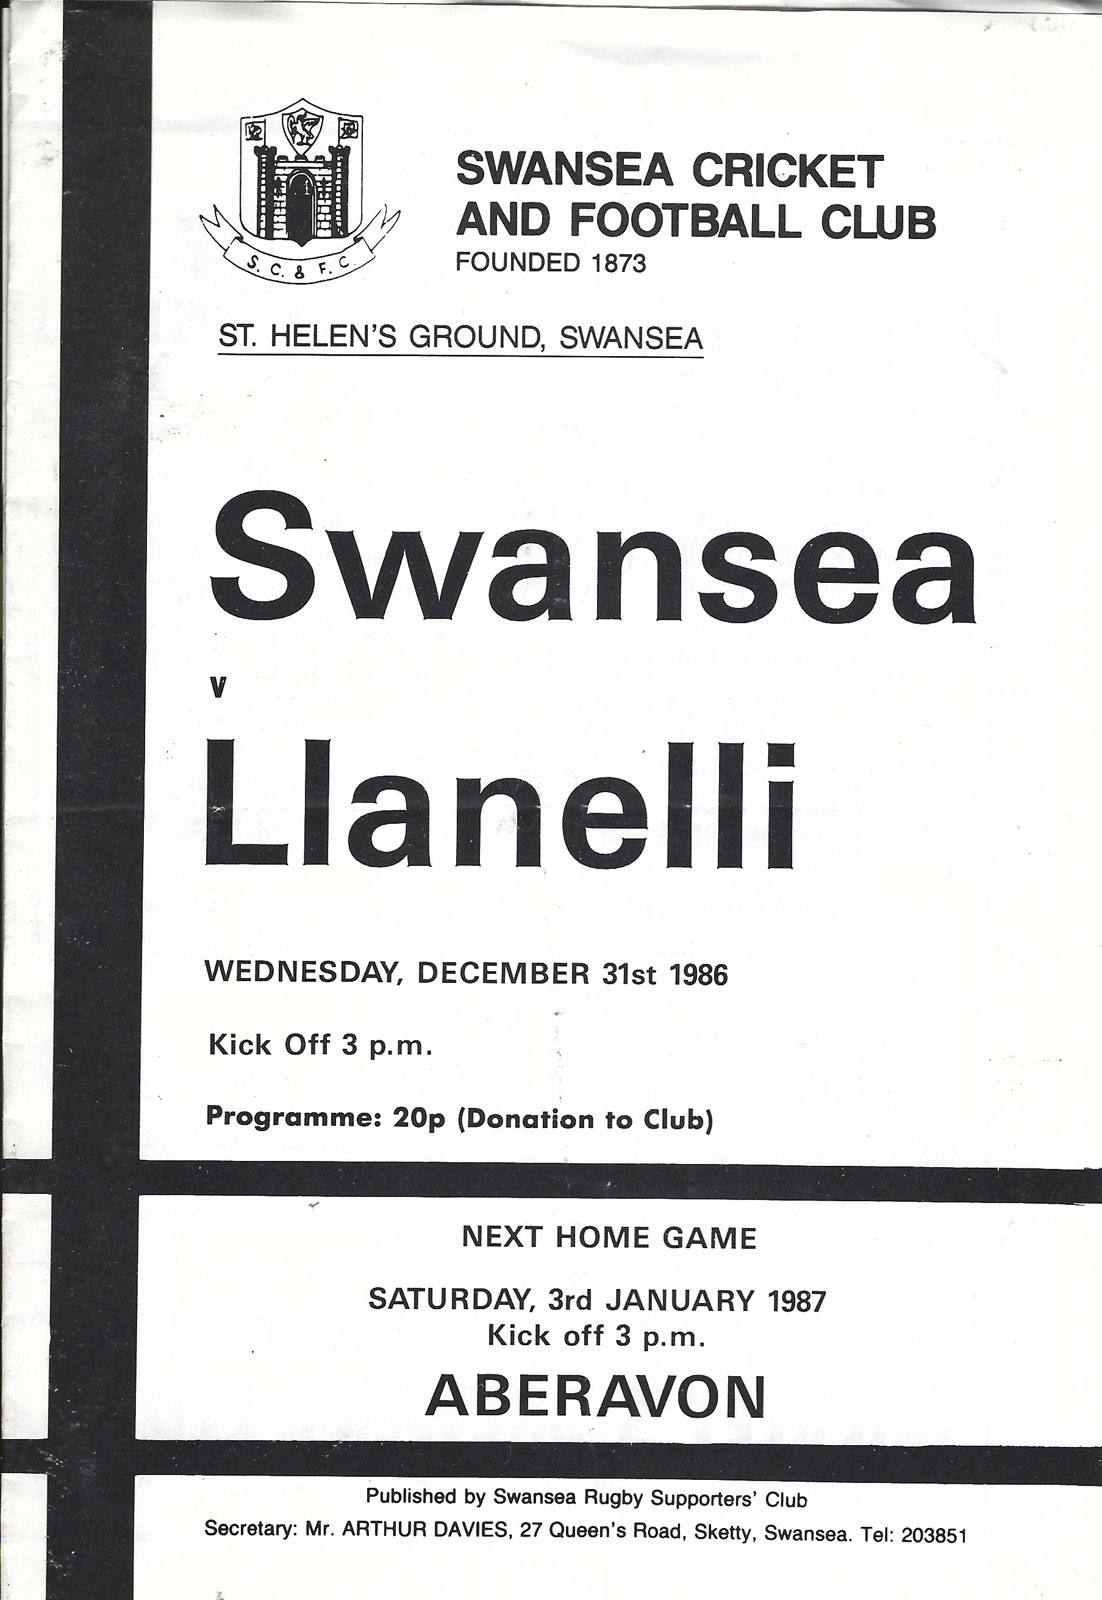 S. C. & F. C.
SWANSEA CRICKET
AND FOOTBALL CLUB
FOUNDED 1873
ST. HELEN'S GROUND, SWANSEA
Swansea
v
Llanelli
WEDNESDAY, DECEMBER 31st 1986
Kick Off 3 p.m.
Programme: 20p (Donation to Club)
NEXT HOME GAME
SATURDAY, 3rd JANUARY 1987
Kick off 3 p.m.
ABERAVON
Published by Swansea Rugby Supporters' Club
Secretary: Mr. ARTHUR DAVIES, 27 Queen's Road, Sketty, Swansea. Tel: 203851